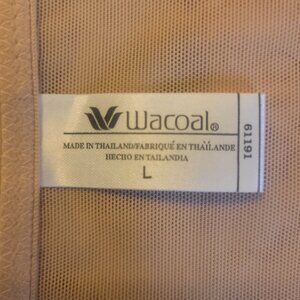 Wacoal®
MADE IN THAILAND/FABRIQUÉ EN THAÏLANDE
HECHO EN TAILANDIA
L
61191